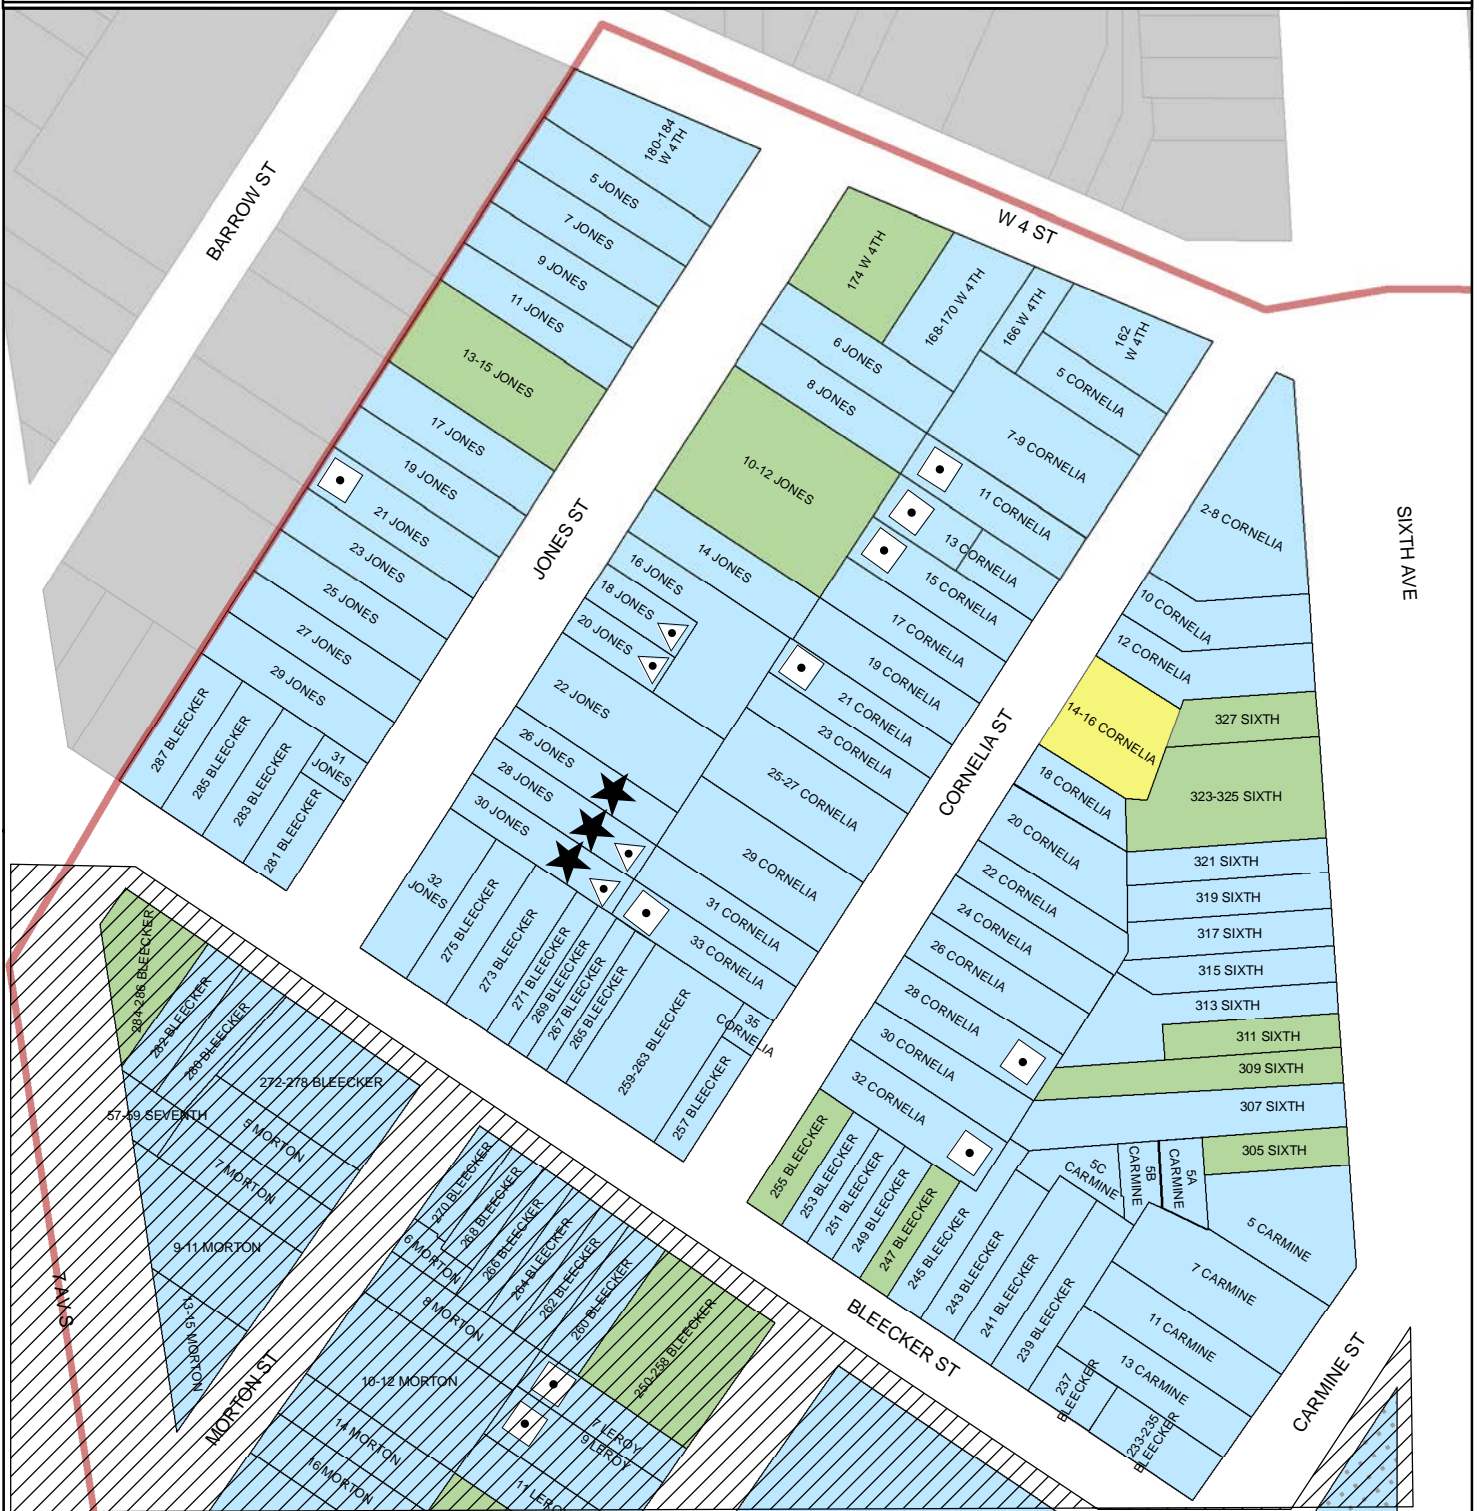 180-184
W 4TH
5 JONES
7 JONES
9 JONES
11 JONES
13-15 JONES
17 JONES
19 JONES
21 JONES
23 JONES
25 JONES
27 JONES
29 JONES
31
JONES
287 BLEECKER
285 BLEECKER
283 BLEECKER
281 BLEECKER
BARROW ST
JONES ST
W 4 ST
174 W 4TH
168-170 W 4TH
166 W 4TH
162
W 4TH
6 JONES
8 JONES
10-12 JONES
14 JONES
16 JONES
18 JONES
20 JONES
22 JONES
26 JONES
28 JONES
30 JONES
32
JONES
5 CORNELIA
7-9 CORNELIA
11 CORNELIA
13 CORNELIA
15 CORNELIA
17 CORNELIA
19 CORNELIA
21 CORNELIA
23 CORNELIA
25-27 CORNELIA
29 CORNELIA
31 CORNELIA
33 CORNELIA
35
CORNELIA
275 BLEECKER
273 BLEECKER
271 BLEECKER
269 BLEECKER
267 BLEECKER
265 BLEECKER
259-263 BLEECKER
257 BLEECKER
CORNELIA ST
SIXTH AVE
2-8 CORNELIA
10 CORNELIA
12 CORNELIA
14-16 CORNELIA
18 CORNELIA
20 CORNELIA
22 CORNELIA
24 CORNELIA
26 CORNELIA
28 CORNELIA
30 CORNELIA
32 CORNELIA
327 SIXTH
323-325 SIXTH
321 SIXTH
319 SIXTH
317 SIXTH
315 SIXTH
313 SIXTH
311 SIXTH
309 SIXTH
307 SIXTH
305 SIXTH
5C
CARMINE
5B
CARMINE
5A
CARMINE
5 CARMINE
7 CARMINE
11 CARMINE
13 CARMINE
255 BLEECKER
253 BLEECKER
251 BLEECKER
249 BLEECKER
247 BLEECKER
245 BLEECKER
243 BLEECKER
241 BLEECKER
239 BLEECKER
237
BLEECKER
233-235
BLEECKER
BLEECKER ST
CARMINE ST
284-286 BLEECKER
282 BLEECKER
280 BLEECKER
272-278 BLEECKER
57-59 SEVENTH
5 MORTON
7 MORTON
9-11 MORTON
13-15 MORTON
7 AV S
MORTON ST
270 BLEECKER
268 BLEECKER
266 BLEECKER
264 BLEECKER
262 BLEECKER
260 BLEECKER
250-258 BLEECKER
6 MORTON
8 MORTON
10-12 MORTON
14 MORTON
16 MORTON
7 LEROY
9 LEROY
11 LEROY